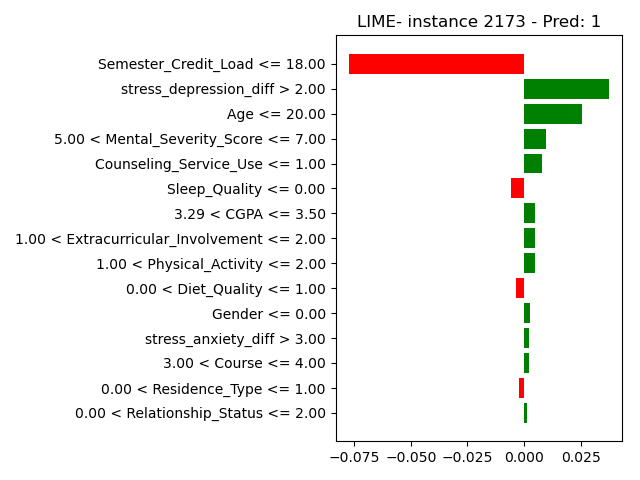 LIME- instance 2173 - Pred: 1
Semester_Credit_Load <= 18.00
stress_depression_diff > 2.00
Age <= 20.00
5.00 < Mental_Severity_Score <= 7.00
Counseling_Service_Use <= 1.00
Sleep_Quality <= 0.00
3.29 < CGPA <= 3.50
1.00 < Extracurricular_Involvement <= 2.00
1.00 < Physical_Activity <= 2.00
0.00 < Diet_Quality <= 1.00
Gender <= 0.00
stress_anxiety_diff > 3.00
3.00 < Course <= 4.00
0.00 < Residence_Type <= 1.00
0.00 < Relationship_Status <= 2.00
−0.075 −0.050 −0.025 0.000 0.025